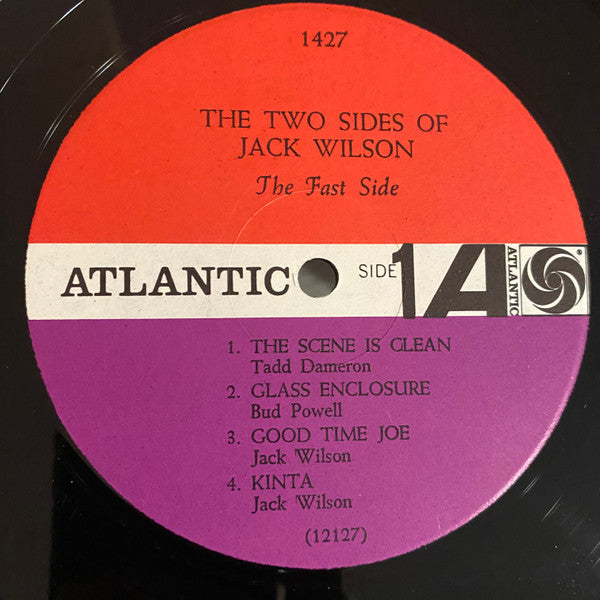 1427
THE TWO SIDES OF
JACK WILSON
The Fast Side
ATLANTIC SIDE 1A ATLANTIC ®
1. THE SCENE IS CLEAN
Tadd Dameron
2. GLASS ENCLOSURE
Bud Powell
3. GOOD TIME JOE
Jack Wilson
4. KINTA
Jack Wilson
(12127)